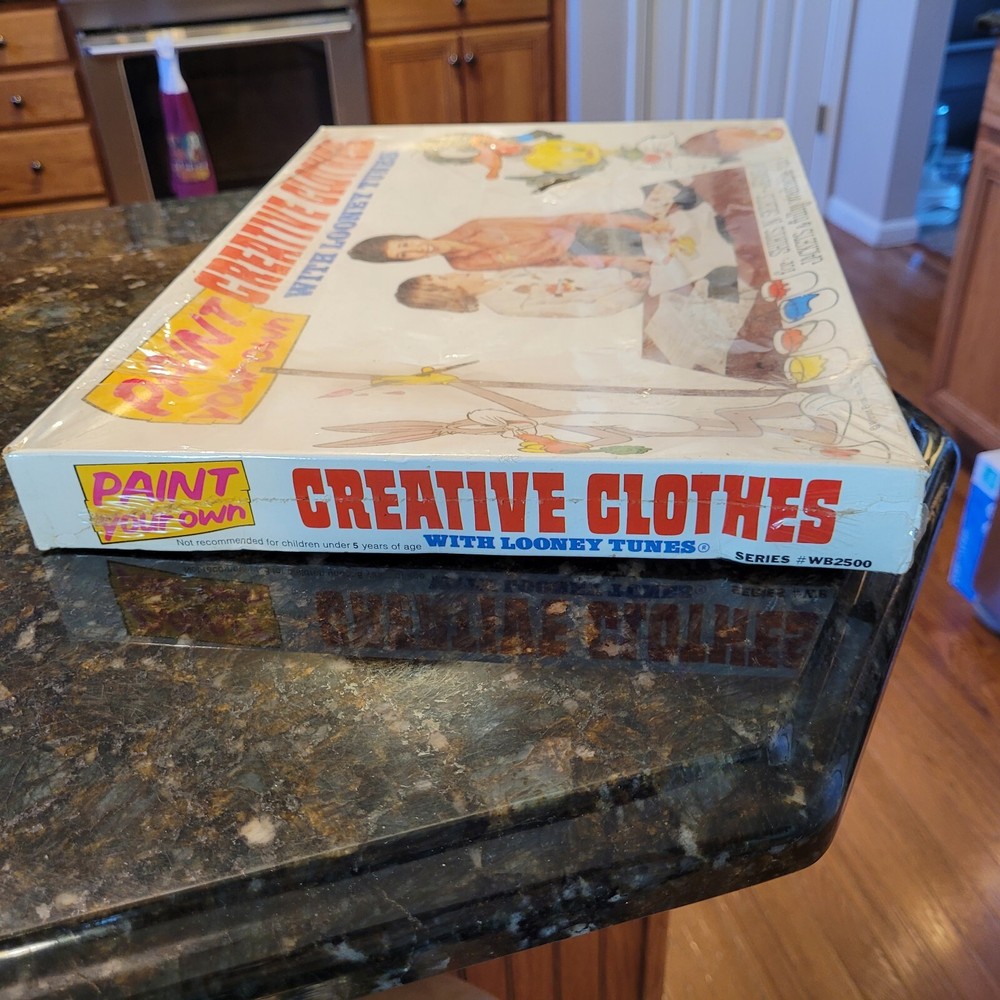 CREATIVE CLOTHES
WITH LOONEY TUNES
PAINT
YOUR OWN
PAINT
YOUR OWN
CREATIVE CLOTHES
Not recommended for children under 5 years of age
WITH LOONEY TUNES®
SERIES #WB2500